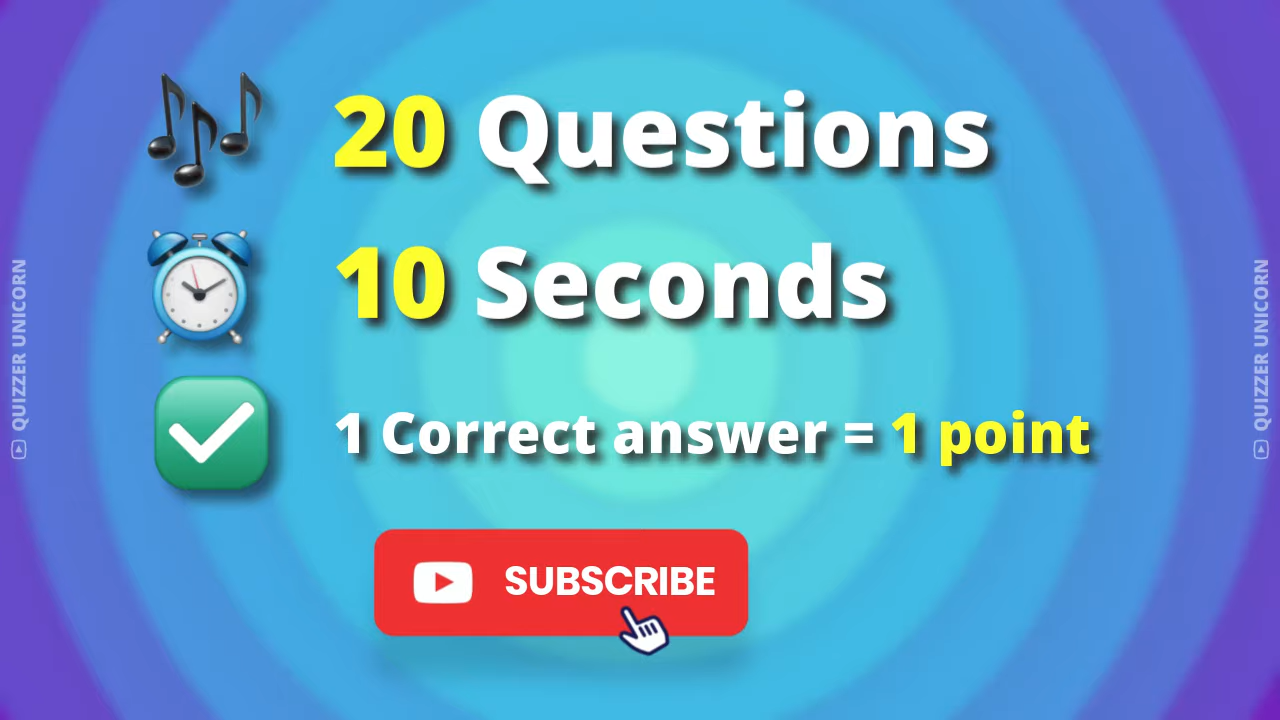 20 Questions
10 Seconds
1 Correct answer = 1 point
SUBSCRIBE
QUIZZER UNICORN
QUIZZER UNICORN